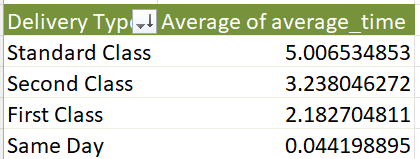 Delivery Type Average of average_time
Standard Class 5.006534853
Second Class 3.238046272
First Class 2.182704811
Same Day 0.044198895